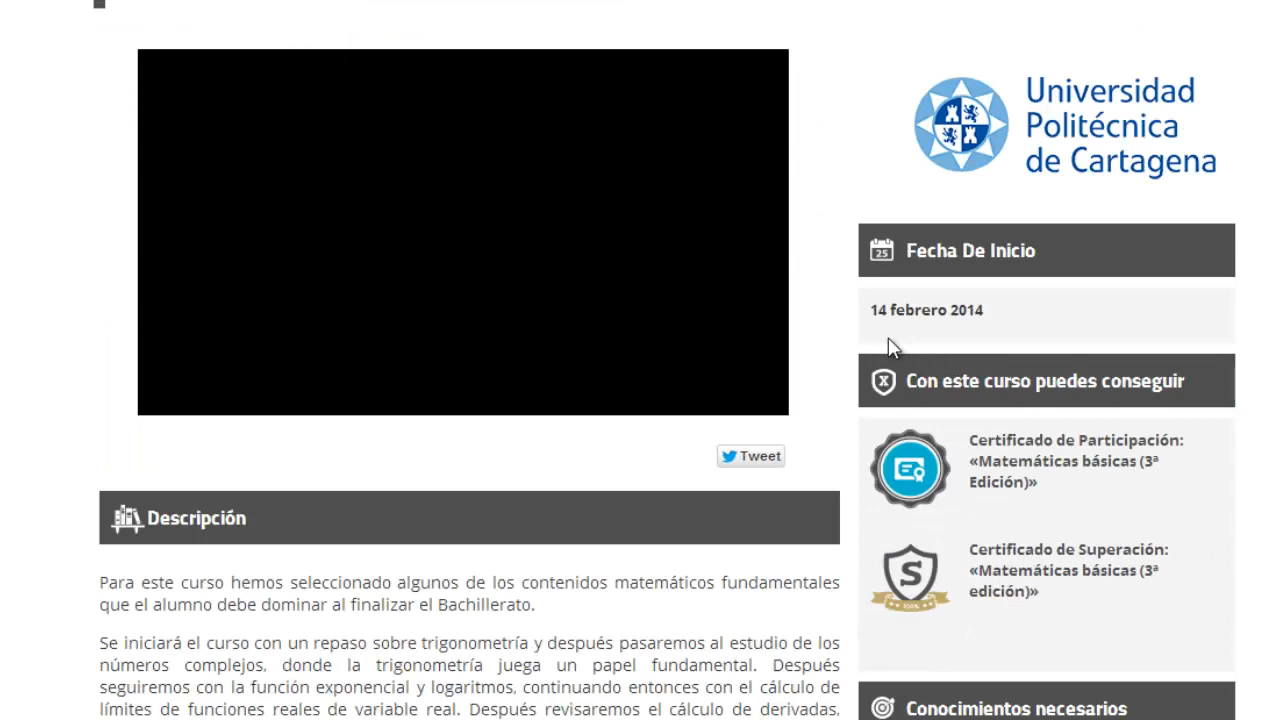 Universidad
Politécnica
de Cartagena
25
Fecha De Inicio
14 febrero 2014
X
Con este curso puedes conseguir
Certificado de Participación:
«Matemáticas básicas (3ª
Edición)»
S
100%
Certificado de Superación:
«Matemáticas básicas (3ª
edición)»
Conocimientos necesarios
Tweet
Descripción
Para este curso hemos seleccionado algunos de los contenidos matemáticos fundamentales
que el alumno debe dominar al finalizar el Bachillerato.
Se iniciará el curso con un repaso sobre trigonometría y después pasaremos al estudio de los
números complejos, donde la trigonometría juega un papel fundamental. Después
seguiremos con la función exponencial y logaritmos, continuando entonces con el cálculo de
límites de funciones reales de variable real. Después revisaremos el cálculo de derivadas,